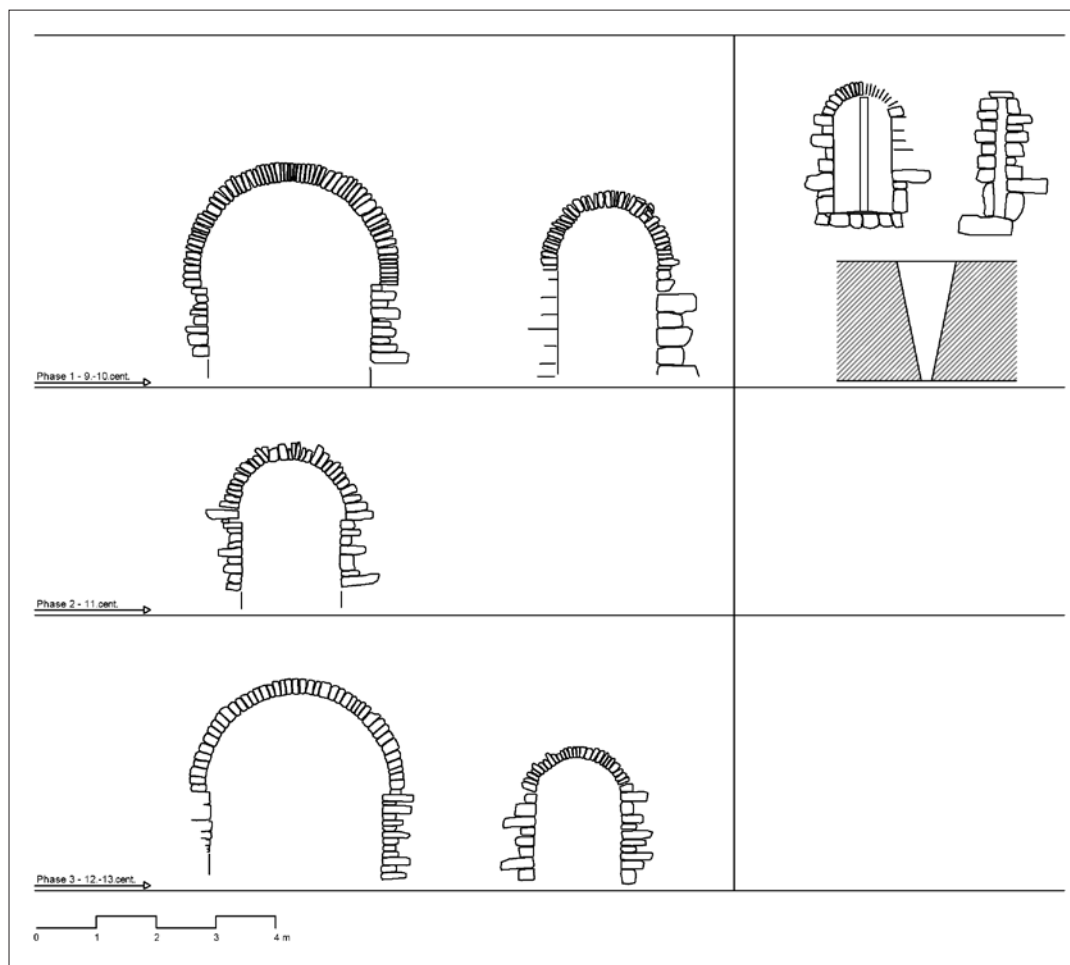 Phase 1 - 9.-10.cent.
Phase 2 - 11.cent.
Phase 3 - 12.-13.cent.
0 1 2 3 4 m